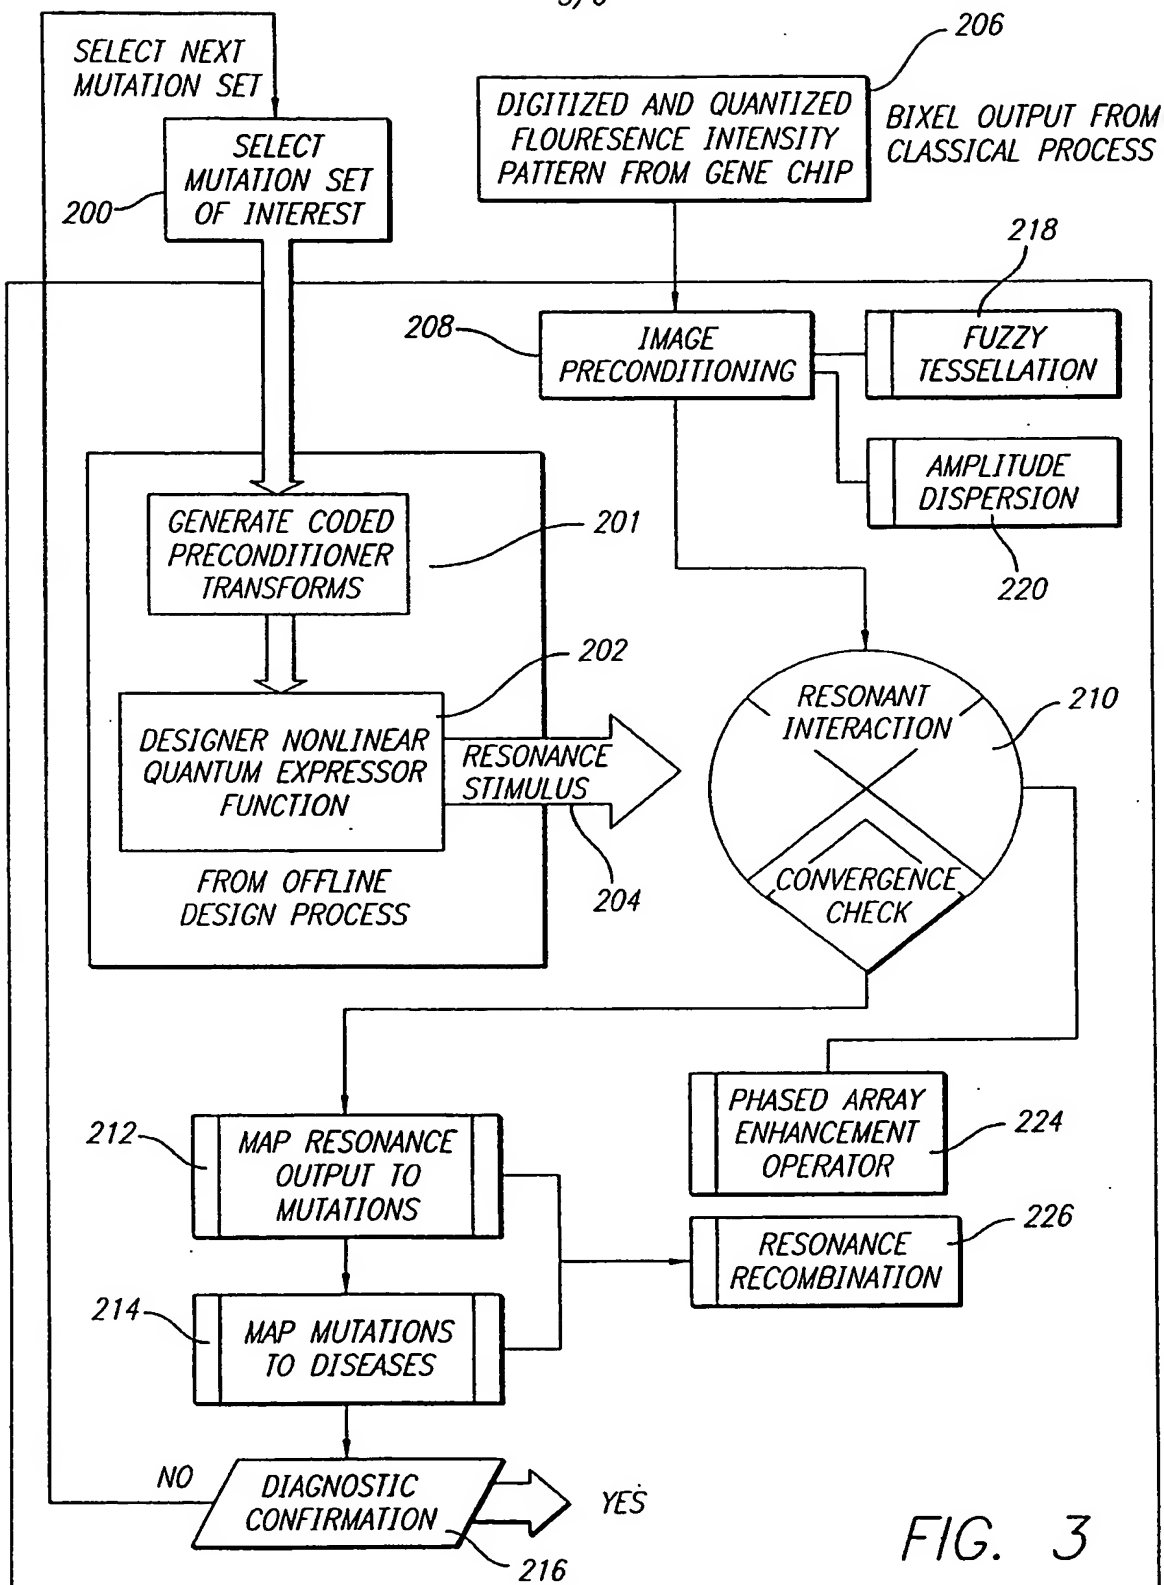 SELECT NEXT
MUTATION SET
SELECT
MUTATION SET
OF INTEREST
200
206
DIGITIZED AND QUANTIZED
FLOURESENCE INTENSITY
PATTERN FROM GENE CHIP
BIXEL OUTPUT FROM
CLASSICAL PROCESS
218
208
IMAGE
PRECONDITIONING
FUZZY
TESSELLATION
AMPLITUDE
DISPERSION
220
GENERATE CODED
PRECONDITIONER
TRANSFORMS
201
202
DESIGNER NONLINEAR
QUANTUM EXPRESSOR
FUNCTION
RESONANCE
STIMULUS
204
FROM OFFLINE
DESIGN PROCESS
RESONANT
INTERACTION
210
CONVERGENCE
CHECK
212
MAP RESONANCE
OUTPUT TO
MUTATIONS
PHASED ARRAY
ENHANCEMENT
OPERATOR
224
226
RESONANCE
RECOMBINATION
214
MAP MUTATIONS
TO DISEASES
NO
DIAGNOSTIC
CONFIRMATION
YES
216
FIG. 3